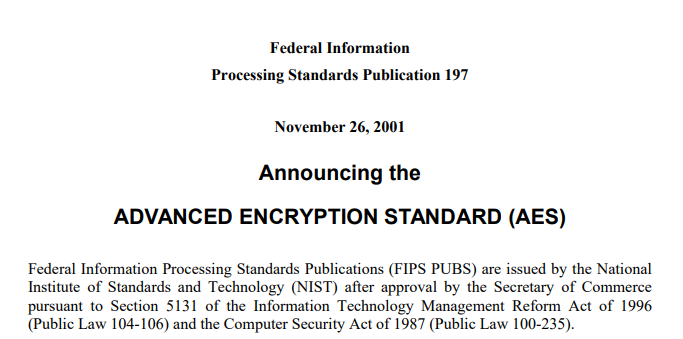 Federal Information
Processing Standards Publication 197
November 26, 2001
Announcing the
ADVANCED ENCRYPTION STANDARD (AES)
Federal Information Processing Standards Publications (FIPS PUBS) are issued by the National
Institute of Standards and Technology (NIST) after approval by the Secretary of Commerce
pursuant to Section 5131 of the Information Technology Management Reform Act of 1996
(Public Law 104-106) and the Computer Security Act of 1987 (Public Law 100-235).